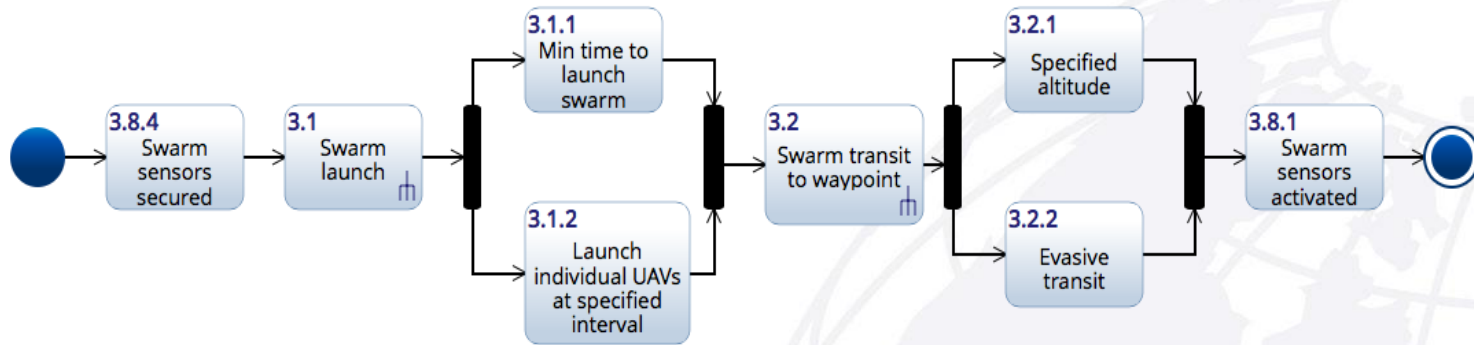 3.8.4
Swarm
sensors
secured
3.1
Swarm
launch
3.1.1
Min time to
launch
swarm
3.1.2
Launch
individual UAVs
at specified
interval
3.2
Swarm transit
to waypoint
3.2.1
Specified
altitude
3.2.2
Evasive
transit
3.8.1
Swarm
sensors
activated